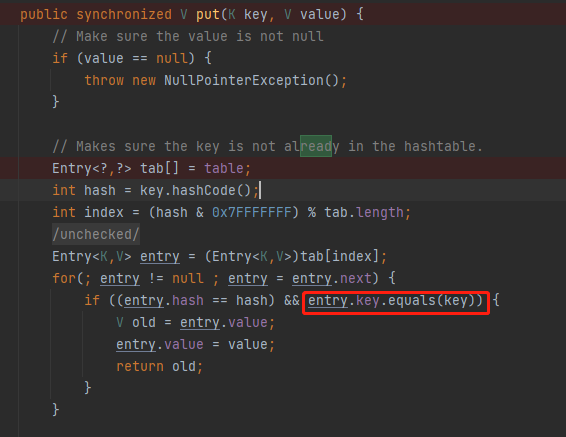 public synchronized V put(K key, V value) {
// Make sure the value is not null
if (value == null) {
throw new NullPointerException();
}
// Makes sure the key is not already in the hashtable.
Entry<?,?> tab[] = table;
int hash = key.hashCode();
int index = (hash & 0x7FFFFFFF) % tab.length;
/unchecked/
Entry<K,V> entry = (Entry<K,V>)tab[index];
for(; entry != null ; entry = entry.next) {
if ((entry.hash == hash) && entry.key.equals(key)) {
V old = entry.value;
entry.value = value;
return old;
}
}